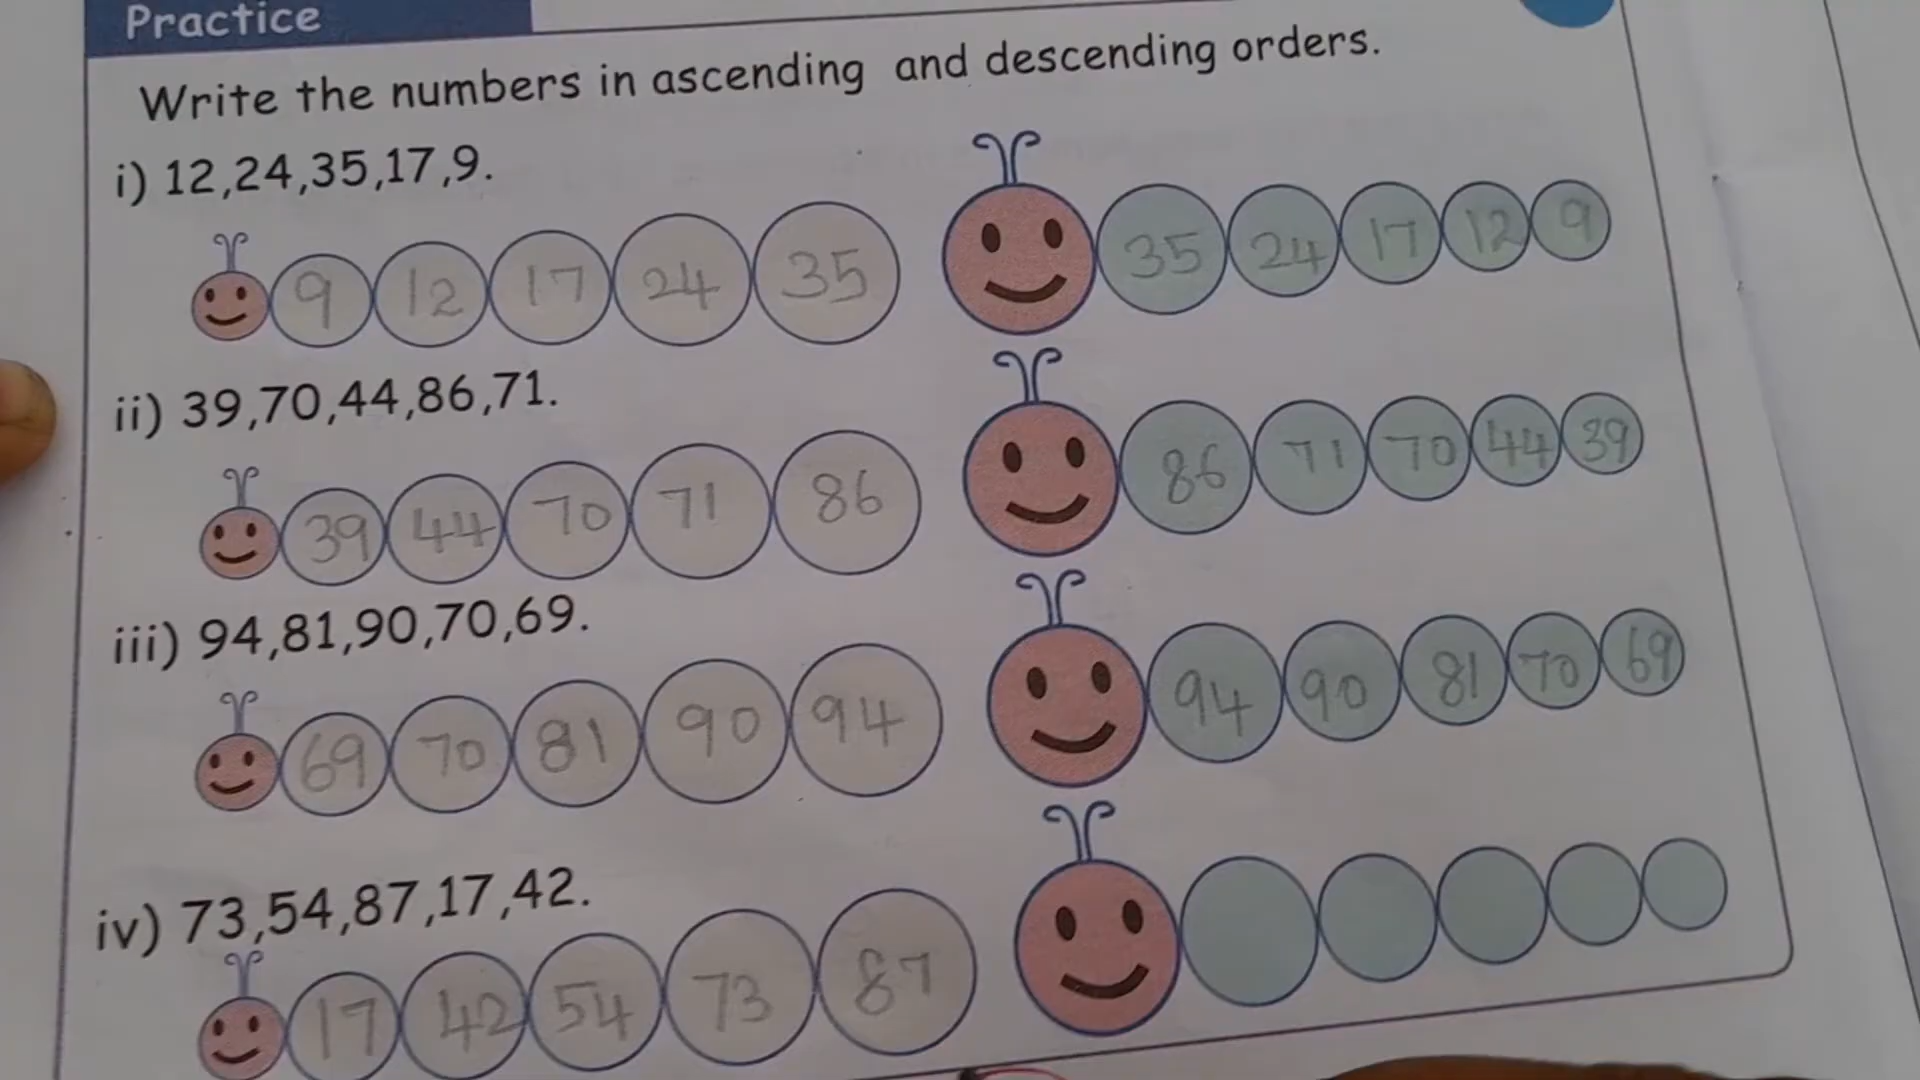 Practice
Write the numbers in ascending and descending orders.
i) 12,24,35,17,9.
9 12 17 24 35
35 24 17 12 9
ii) 39,70,44,86,71.
39 44 70 71 86
86 71 70 44 39
iii) 94,81,90,70,69.
69 70 81 90 94
94 90 81 70 69
iv) 73,54,87,17,42.
17 42 54 73 87